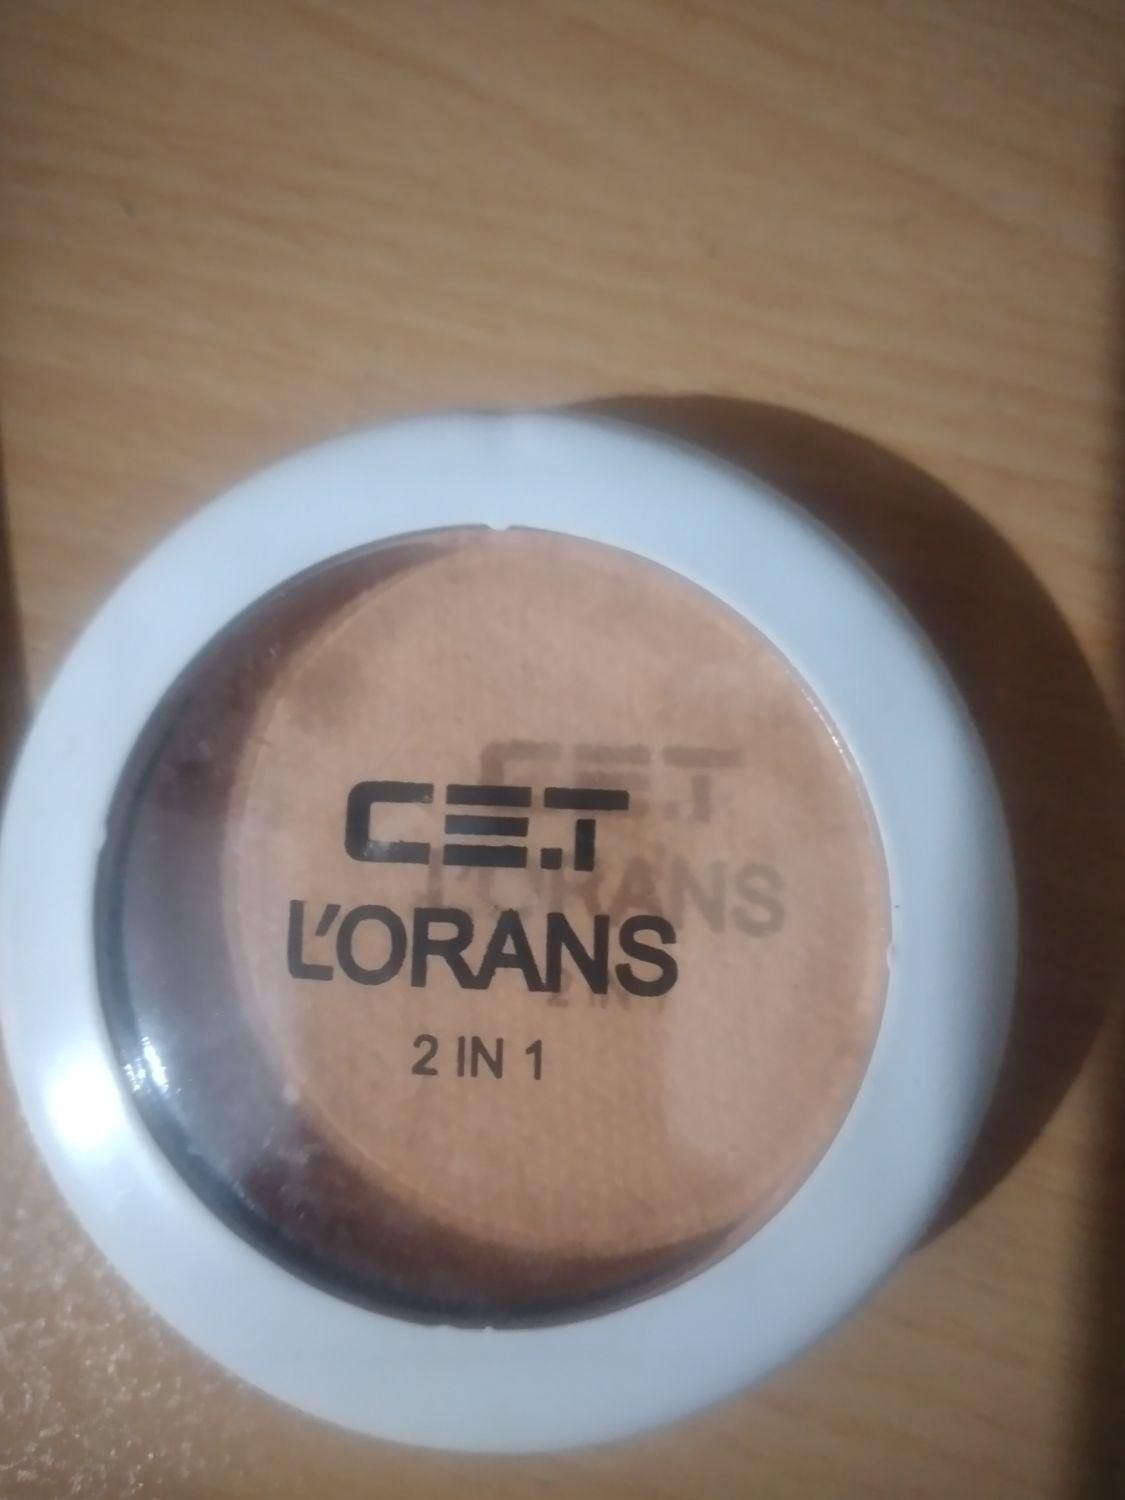 CE.T
L'ORANS
2 IN 1